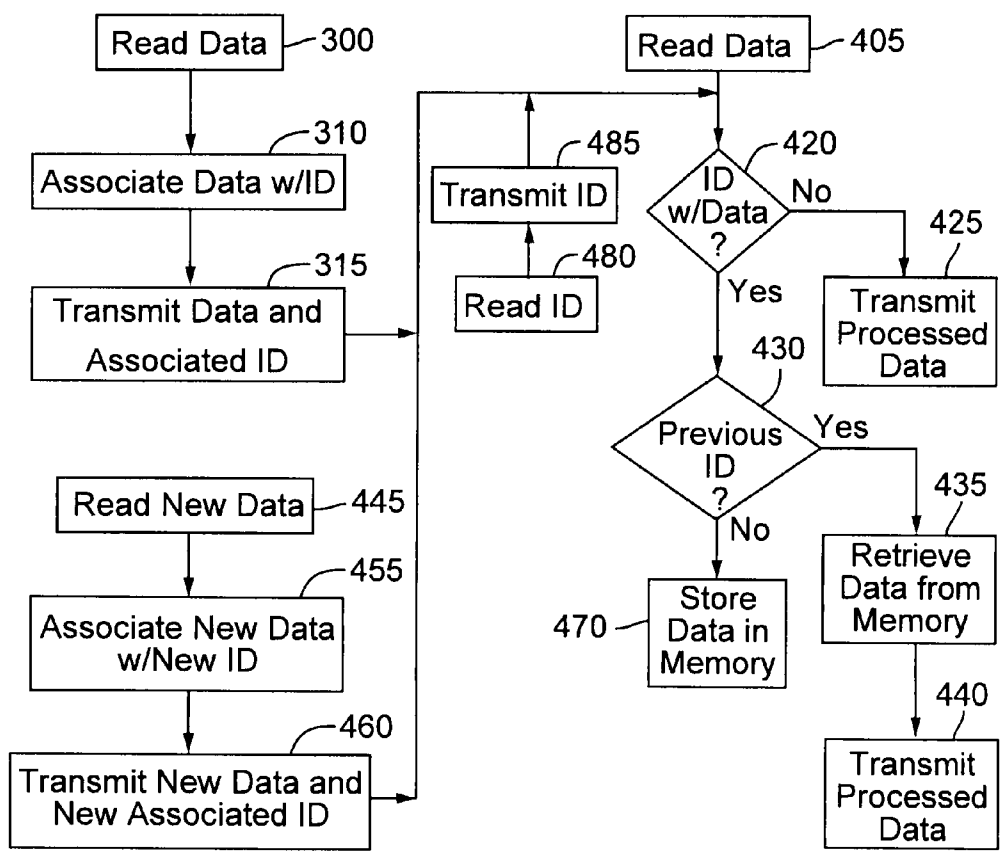 Read Data
300
Associate Data w/ID
310
Transmit Data and
Associated ID
315
Read New Data
445
Associate New Data
w/New ID
455
Transmit New Data and
New Associated ID
460
Transmit ID
485
Read ID
480
Read Data
405
ID
w/Data
?
420
No
Yes
Transmit
Processed
Data
425
Previous
ID
?
430
Yes
No
Store
Data in
Memory
470
Retrieve
Data from
Memory
435
Transmit
Processed
Data
440